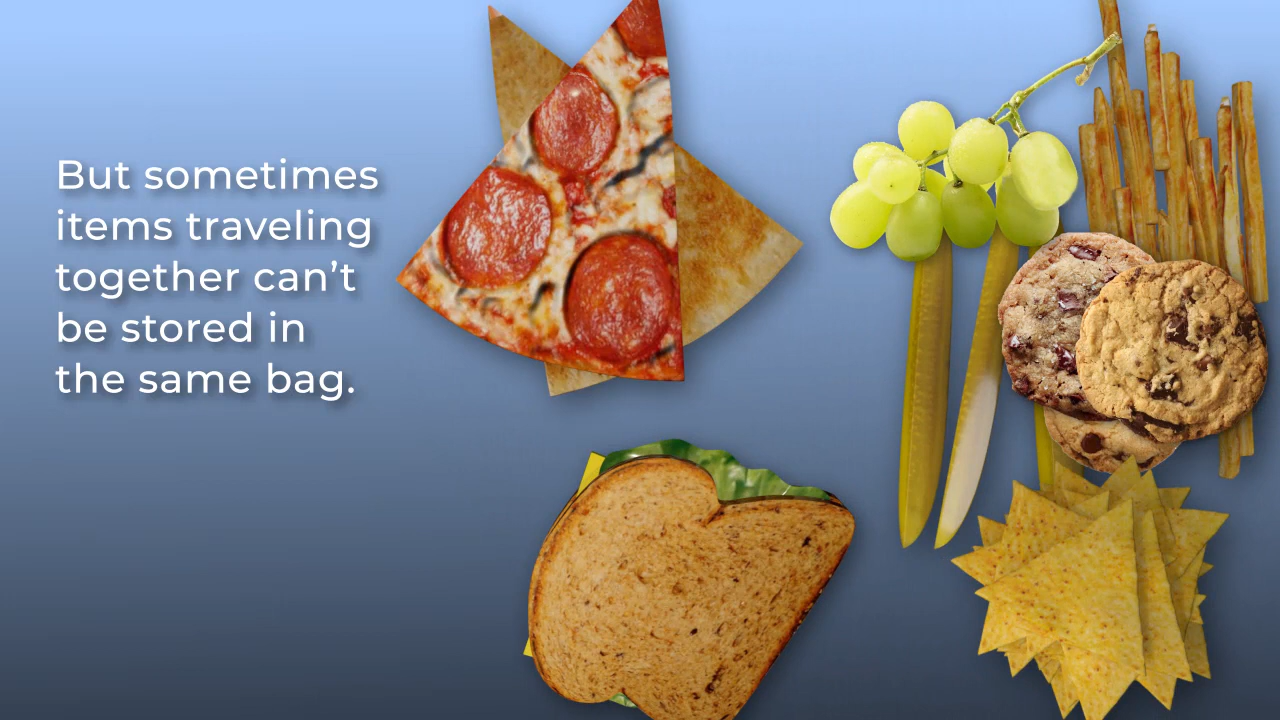 But sometimes
items traveling
together can’t
be stored in
the same bag.